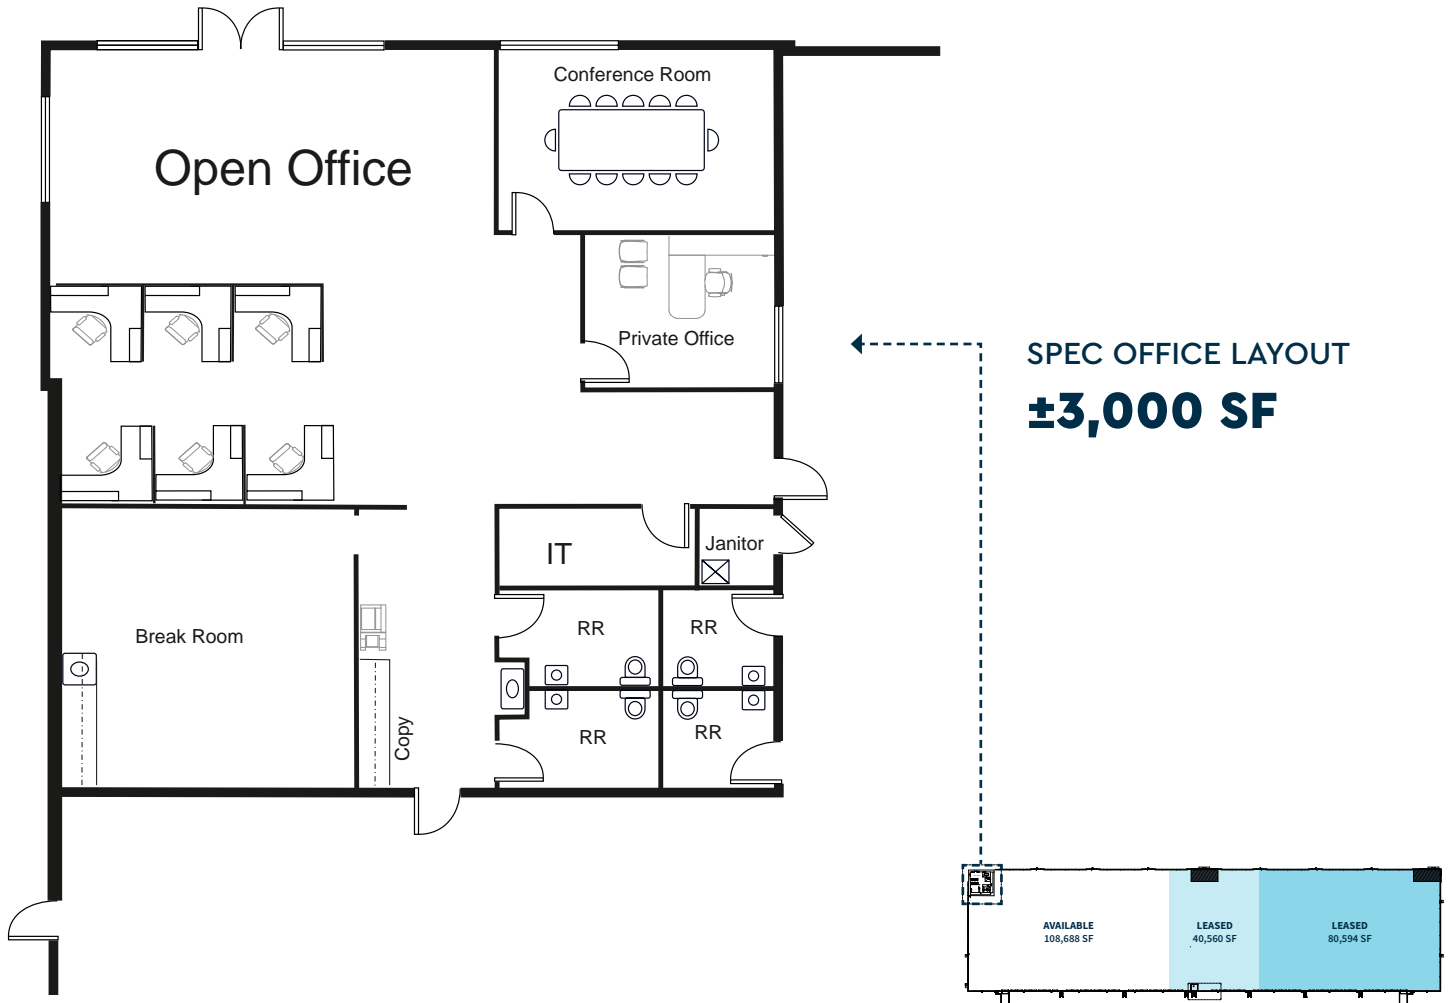 Conference Room
Open Office
Private Office
SPEC OFFICE LAYOUT
±3,000 SF
IT
Janitor
Break Room
RR
RR
Copy
RR
RR
AVAILABLE
108,688 SF
LEASED
40,560 SF
LEASED
80,594 SF